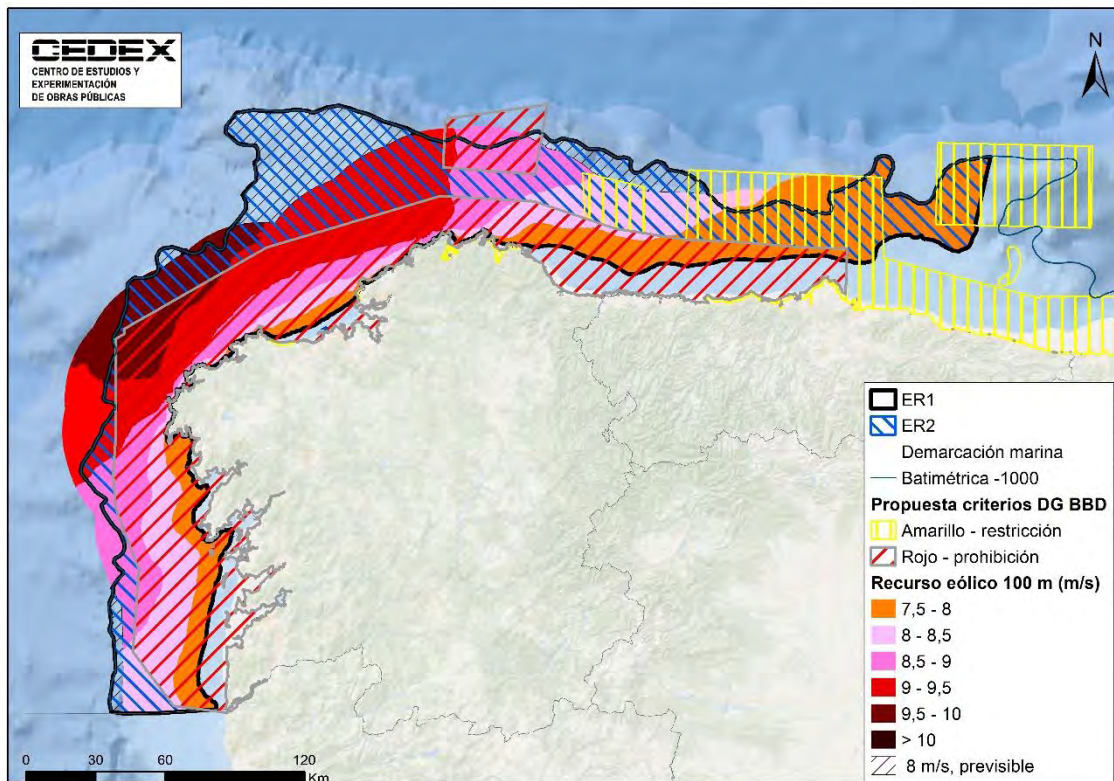 CEDEX
CENTRO DE ESTUDIOS Y
EXPERIMENTACIÓN
DE OBRAS PÚBLICAS
N
ER1
ER2
Demarcación marina
Batimétrica -1000
Propuesta criterios DG BBD
Amarillo - restricción
Rojo - prohibición
Recurso eólico 100 m (m/s)
7,5 - 8
8 - 8,5
8,5 - 9
9 - 9,5
9,5 - 10
> 10
8 m/s, previsible
0 30 60 120
Km